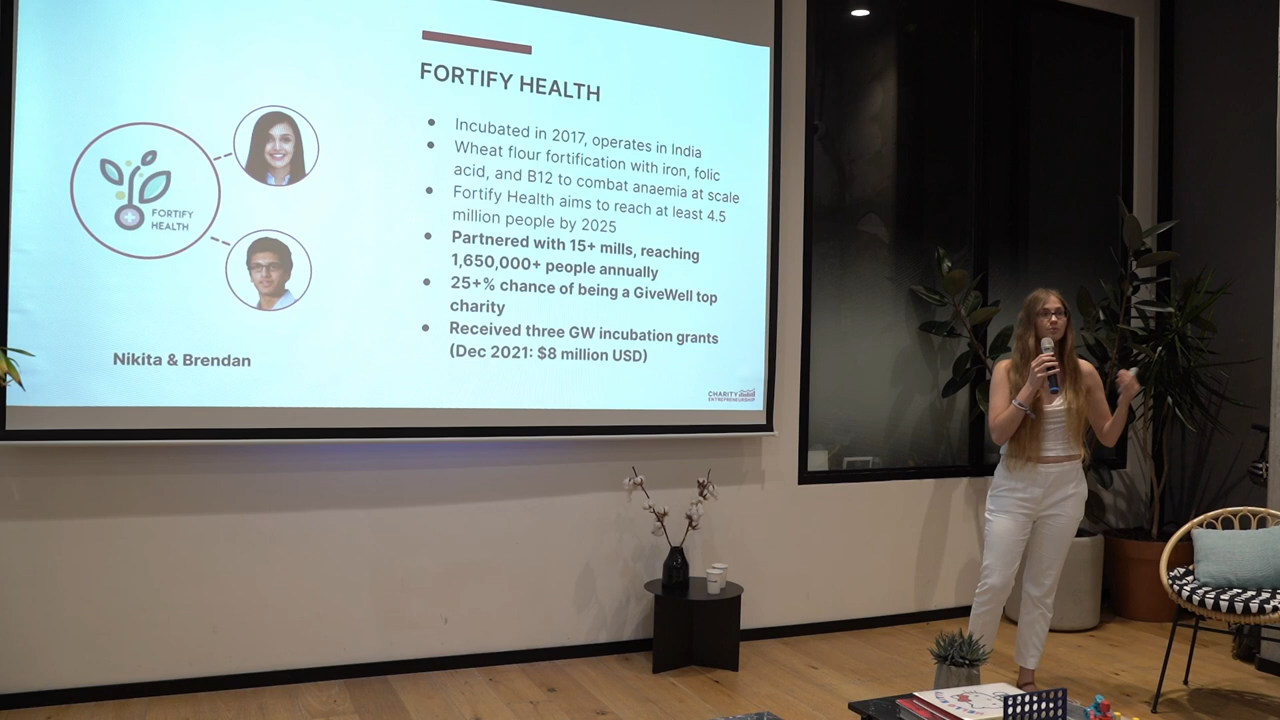 FORTIFY HEALTH
Incubated in 2017, operates in India
Wheat flour fortification with iron, folic
acid, and B12 to combat anaemia at scale
Fortify Health aims to reach at least 4.5
million people by 2025
Partnered with 15+ mills, reaching
1,650,000+ people annually
25+% chance of being a GiveWell top
charity
Received three GW incubation grants
(Dec 2021: $8 million USD)
FORTIFY
HEALTH
Nikita & Brendan
CHARITY
ENTREPRENEURSHIP